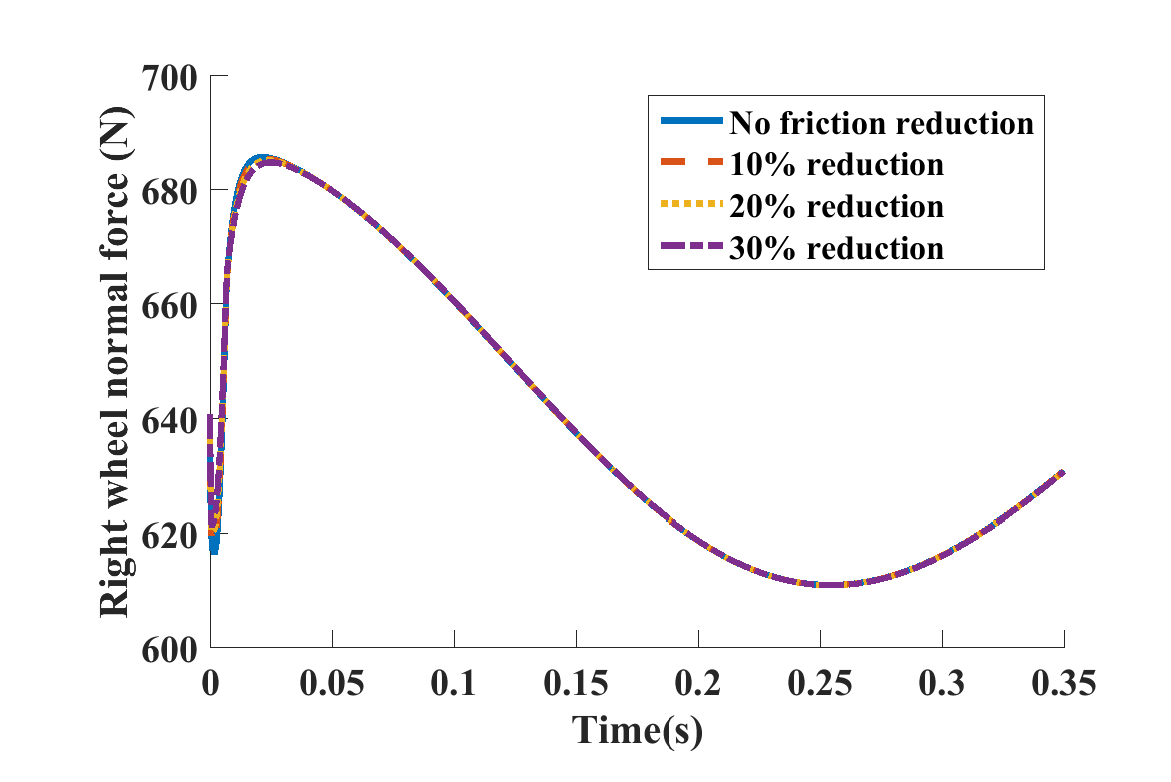 700
680
660
640
620
600
Right wheel normal force (N)
No friction reduction
10% reduction
20% reduction
30% reduction
0
0.05
0.1
0.15
0.2
0.25
0.3
0.35
Time(s)